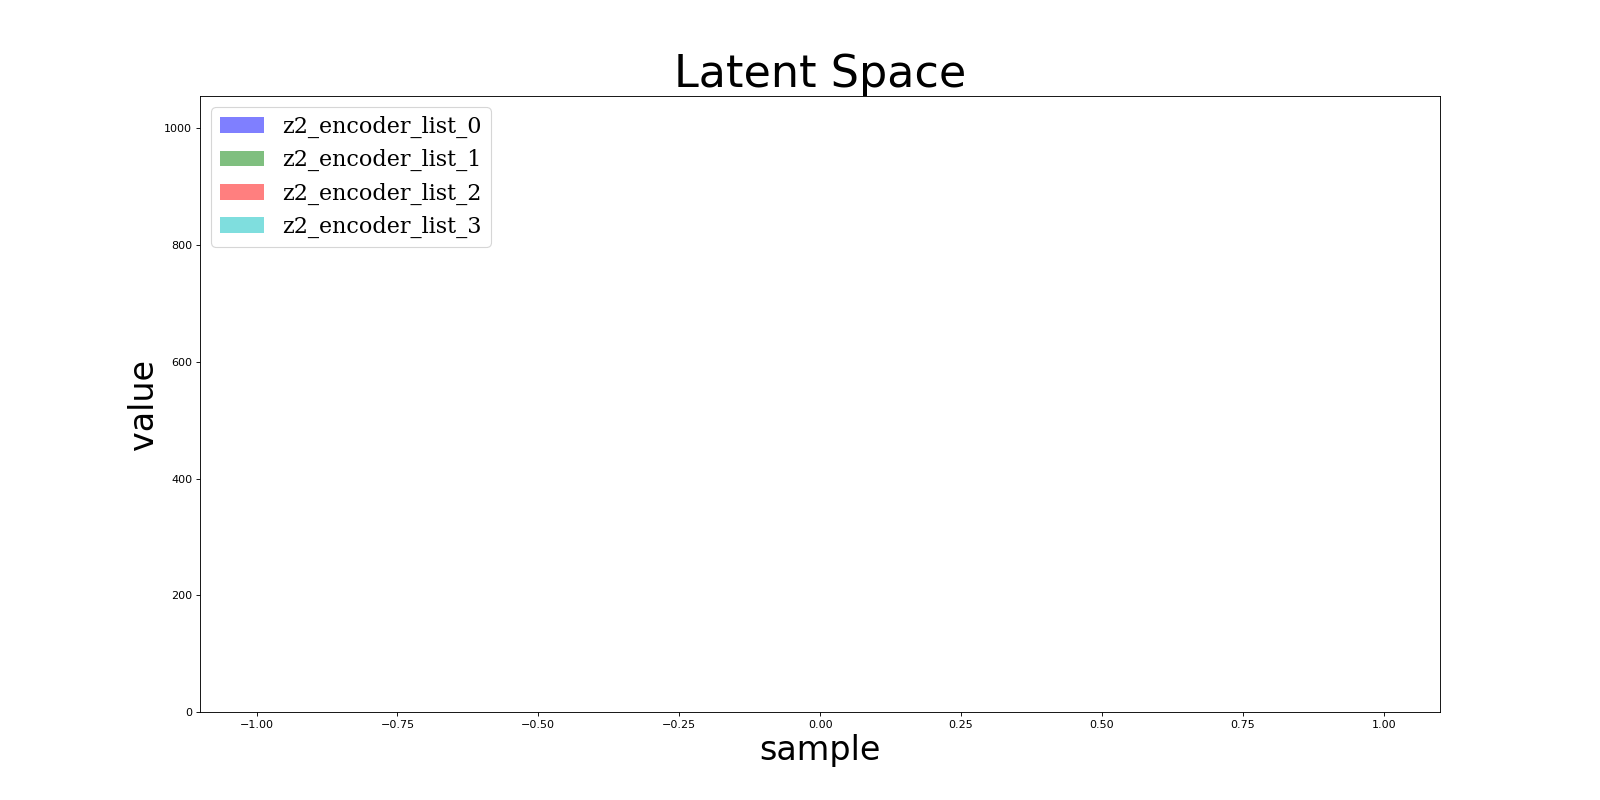 Latent Space
z2_encoder_list_0
z2_encoder_list_1
z2_encoder_list_2
z2_encoder_list_3
value
1000
800
600
400
200
0
−1.00 −0.75 −0.50 −0.25 0.00 0.25 0.50 0.75 1.00
sample